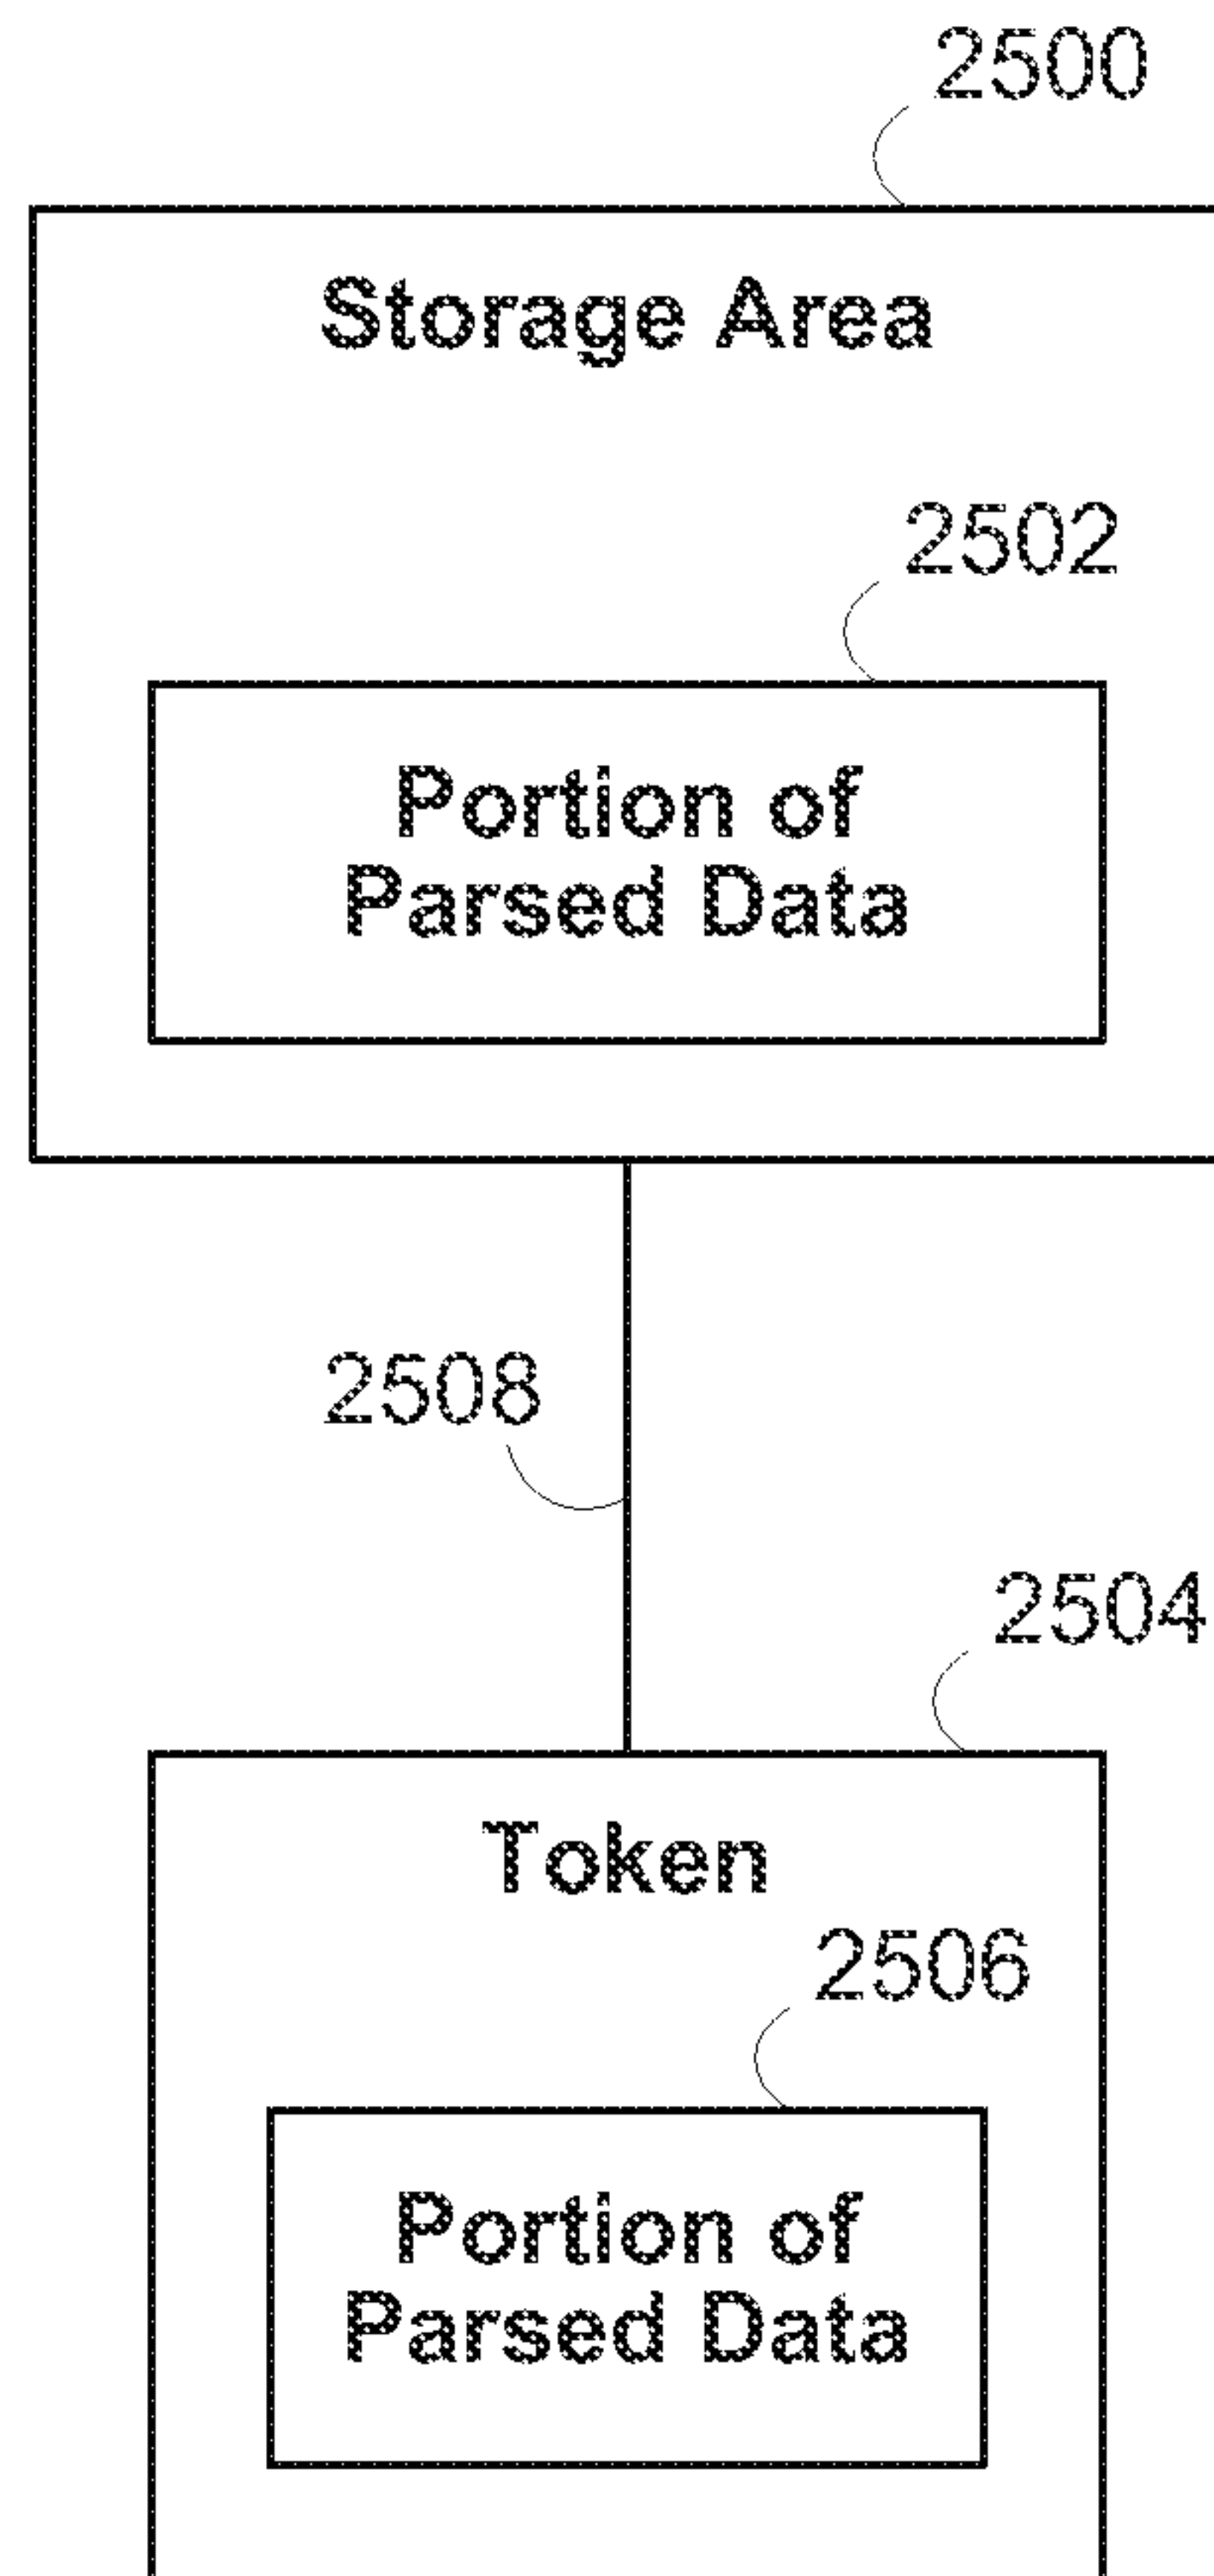 2500
Storage Area
2502
Portion of
Parsed Data
2508
2504
Token
2506
Portion of
Parsed Data